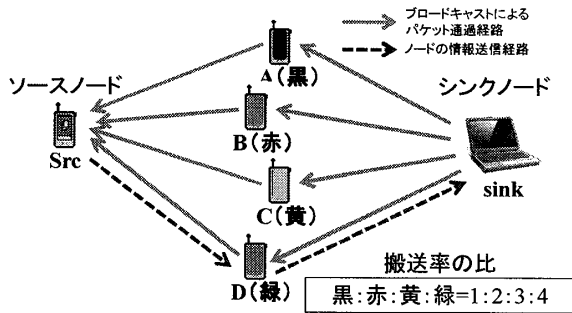 ブロードキャストによる
パケット通過経路
ノードの情報送信経路
A(黒)
ソースノード
シンクノード
B(赤)
Src
sink
C(黄)
D(緑)
搬送率の比
黒:赤:黄:緑=1:2:3:4